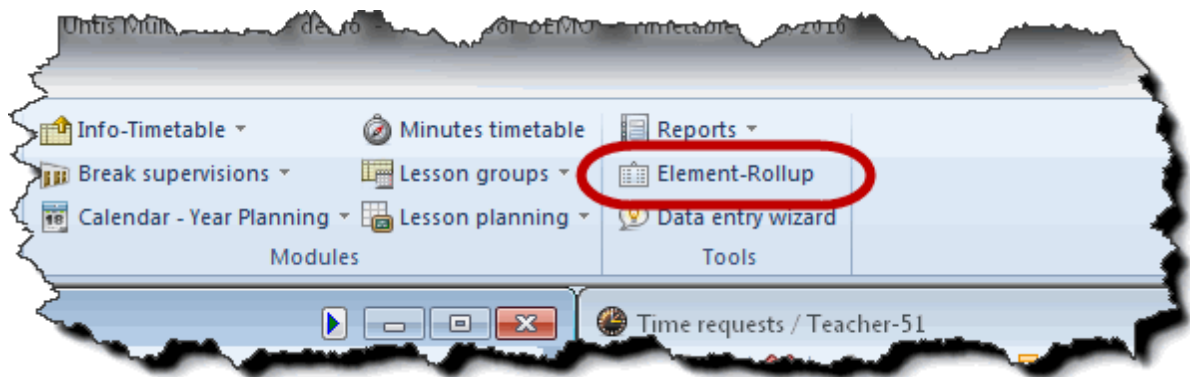 Info-Timetable Minutes timetable Reports
Break supervisions Lesson groups Element-Rollup
18 Calendar - Year Planning Lesson planning Data entry wizard
Modules Tools
Time requests / Teacher-51